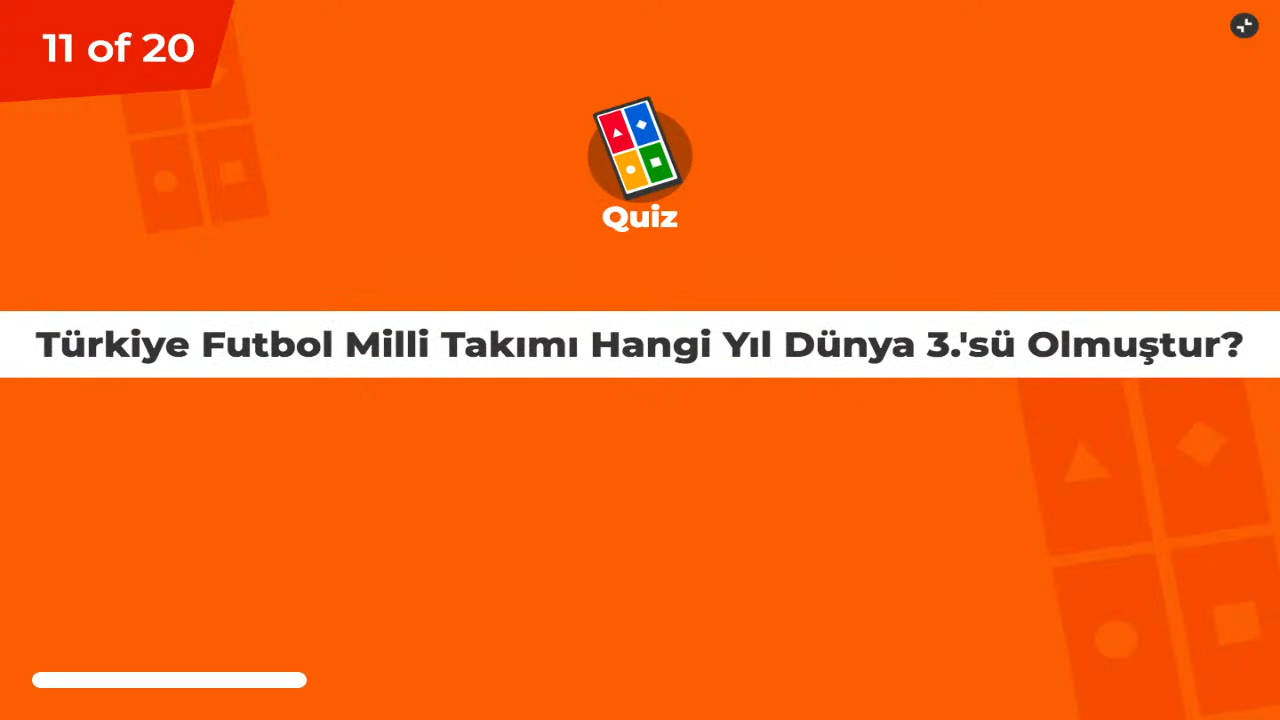 11 of 20
Quiz
Türkiye Futbol Milli Takımı Hangi Yıl Dünya 3.'sü Olmuştur?